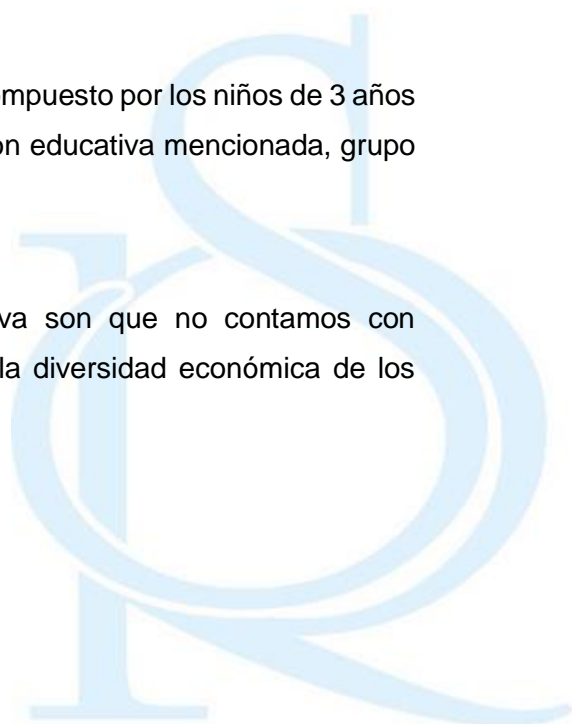 mpuesto por los niños de 3 años
on educativa mencionada, grupo
va son que no contamos con
la diversidad económica de los